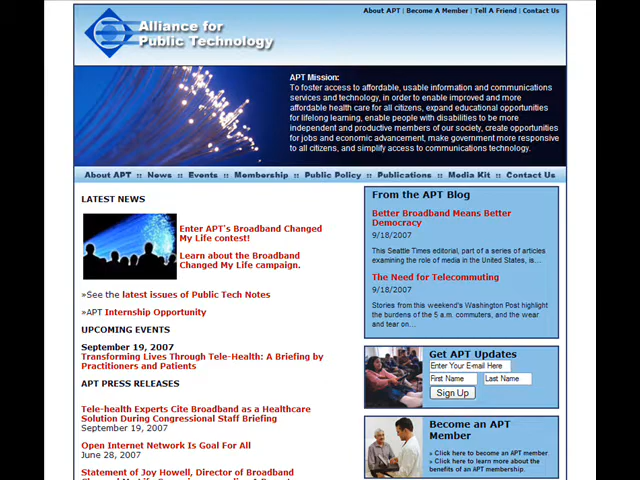 About APT | Become A Member | Tell A Friend | Contact Us
Alliance for
Public Technology
APT Mission:
To foster access to affordable, usable information and communications
services and technology, in order to enable improved and more
affordable health care for all citizens, expand educational opportunities
for lifelong learning, enable people with disabilities to be more
independent and productive members of our society, create opportunities
for jobs and economic advancement, make government more responsive
to all citizens, and simplify access to communications technology.
About APT :: News :: Events :: Membership :: Public Policy :: Publications :: Media Kit :: Contact Us
LATEST NEWS
Enter APT's Broadband Changed
My Life contest!
Learn about the Broadband
Changed My Life campaign.
»See the latest issues of Public Tech Notes
»APT Internship Opportunity
UPCOMING EVENTS
September 19, 2007
Transforming Lives Through Tele-Health: A Briefing by
Practitioners and Patients
APT PRESS RELEASES
Tele-health Experts Cite Broadband as a Healthcare
Solution During Congressional Staff Briefing
September 19, 2007
Open Internet Network Is Goal For All
June 28, 2007
Statement of Joy Howell, Director of Broadband
From the APT Blog
Better Broadband Means Better
Democracy
9/18/2007
This Seattle Times editorial, part of a series of articles
examining the role of media in the United States, is...
The Need for Telecommuting
9/18/2007
Stories from this weekend's Washington Post highlight
the burdens of the 5 a.m. commuters, and the wear
and tear on...
Get APT Updates
Enter Your E-mail Here
First Name Last Name
Sign Up
Become an APT
Member
» Click here to become an APT member
» Click here to learn more about the
benefits of an APT membership.